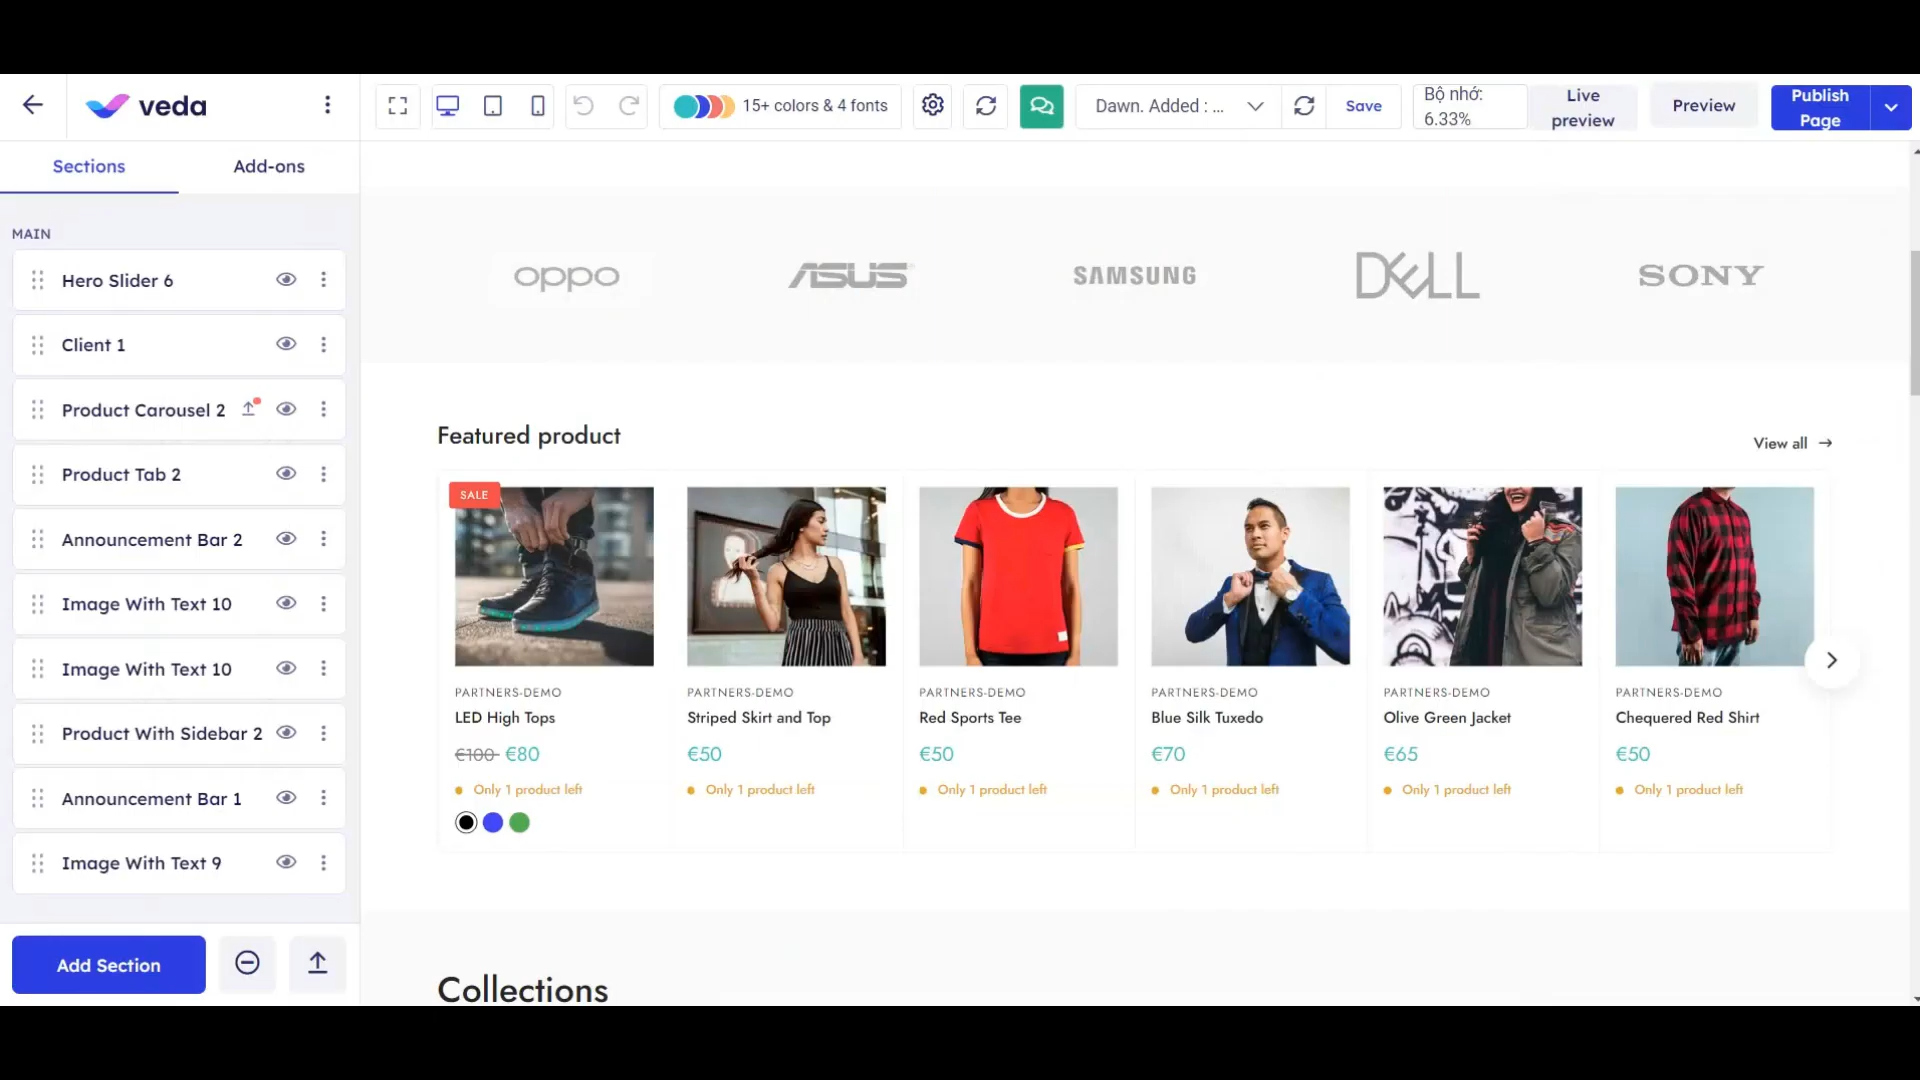 veda
15+ colors & 4 fonts
Dawn. Added : ...
Save
Bộ nhớ:
6.33%
Live
preview
Preview
Publish
Page
Sections
Add-ons
MAIN
Hero Slider 6
Client 1
Product Carousel 2
Product Tab 2
Announcement Bar 2
Image With Text 10
Image With Text 10
Product With Sidebar 2
Announcement Bar 1
Image With Text 9
Add Section
oppo
ASUS
SAMSUNG
DELL
SONY
Featured product
View all
SALE
PARTNERS-DEMO
LED High Tops
€100 €80
Only 1 product left
PARTNERS-DEMO
Striped Skirt and Top
€50
Only 1 product left
PARTNERS-DEMO
Red Sports Tee
€50
Only 1 product left
PARTNERS-DEMO
Blue Silk Tuxedo
€70
Only 1 product left
PARTNERS-DEMO
Olive Green Jacket
€65
Only 1 product left
PARTNERS-DEMO
Chequered Red Shirt
€50
Only 1 product left
Collections